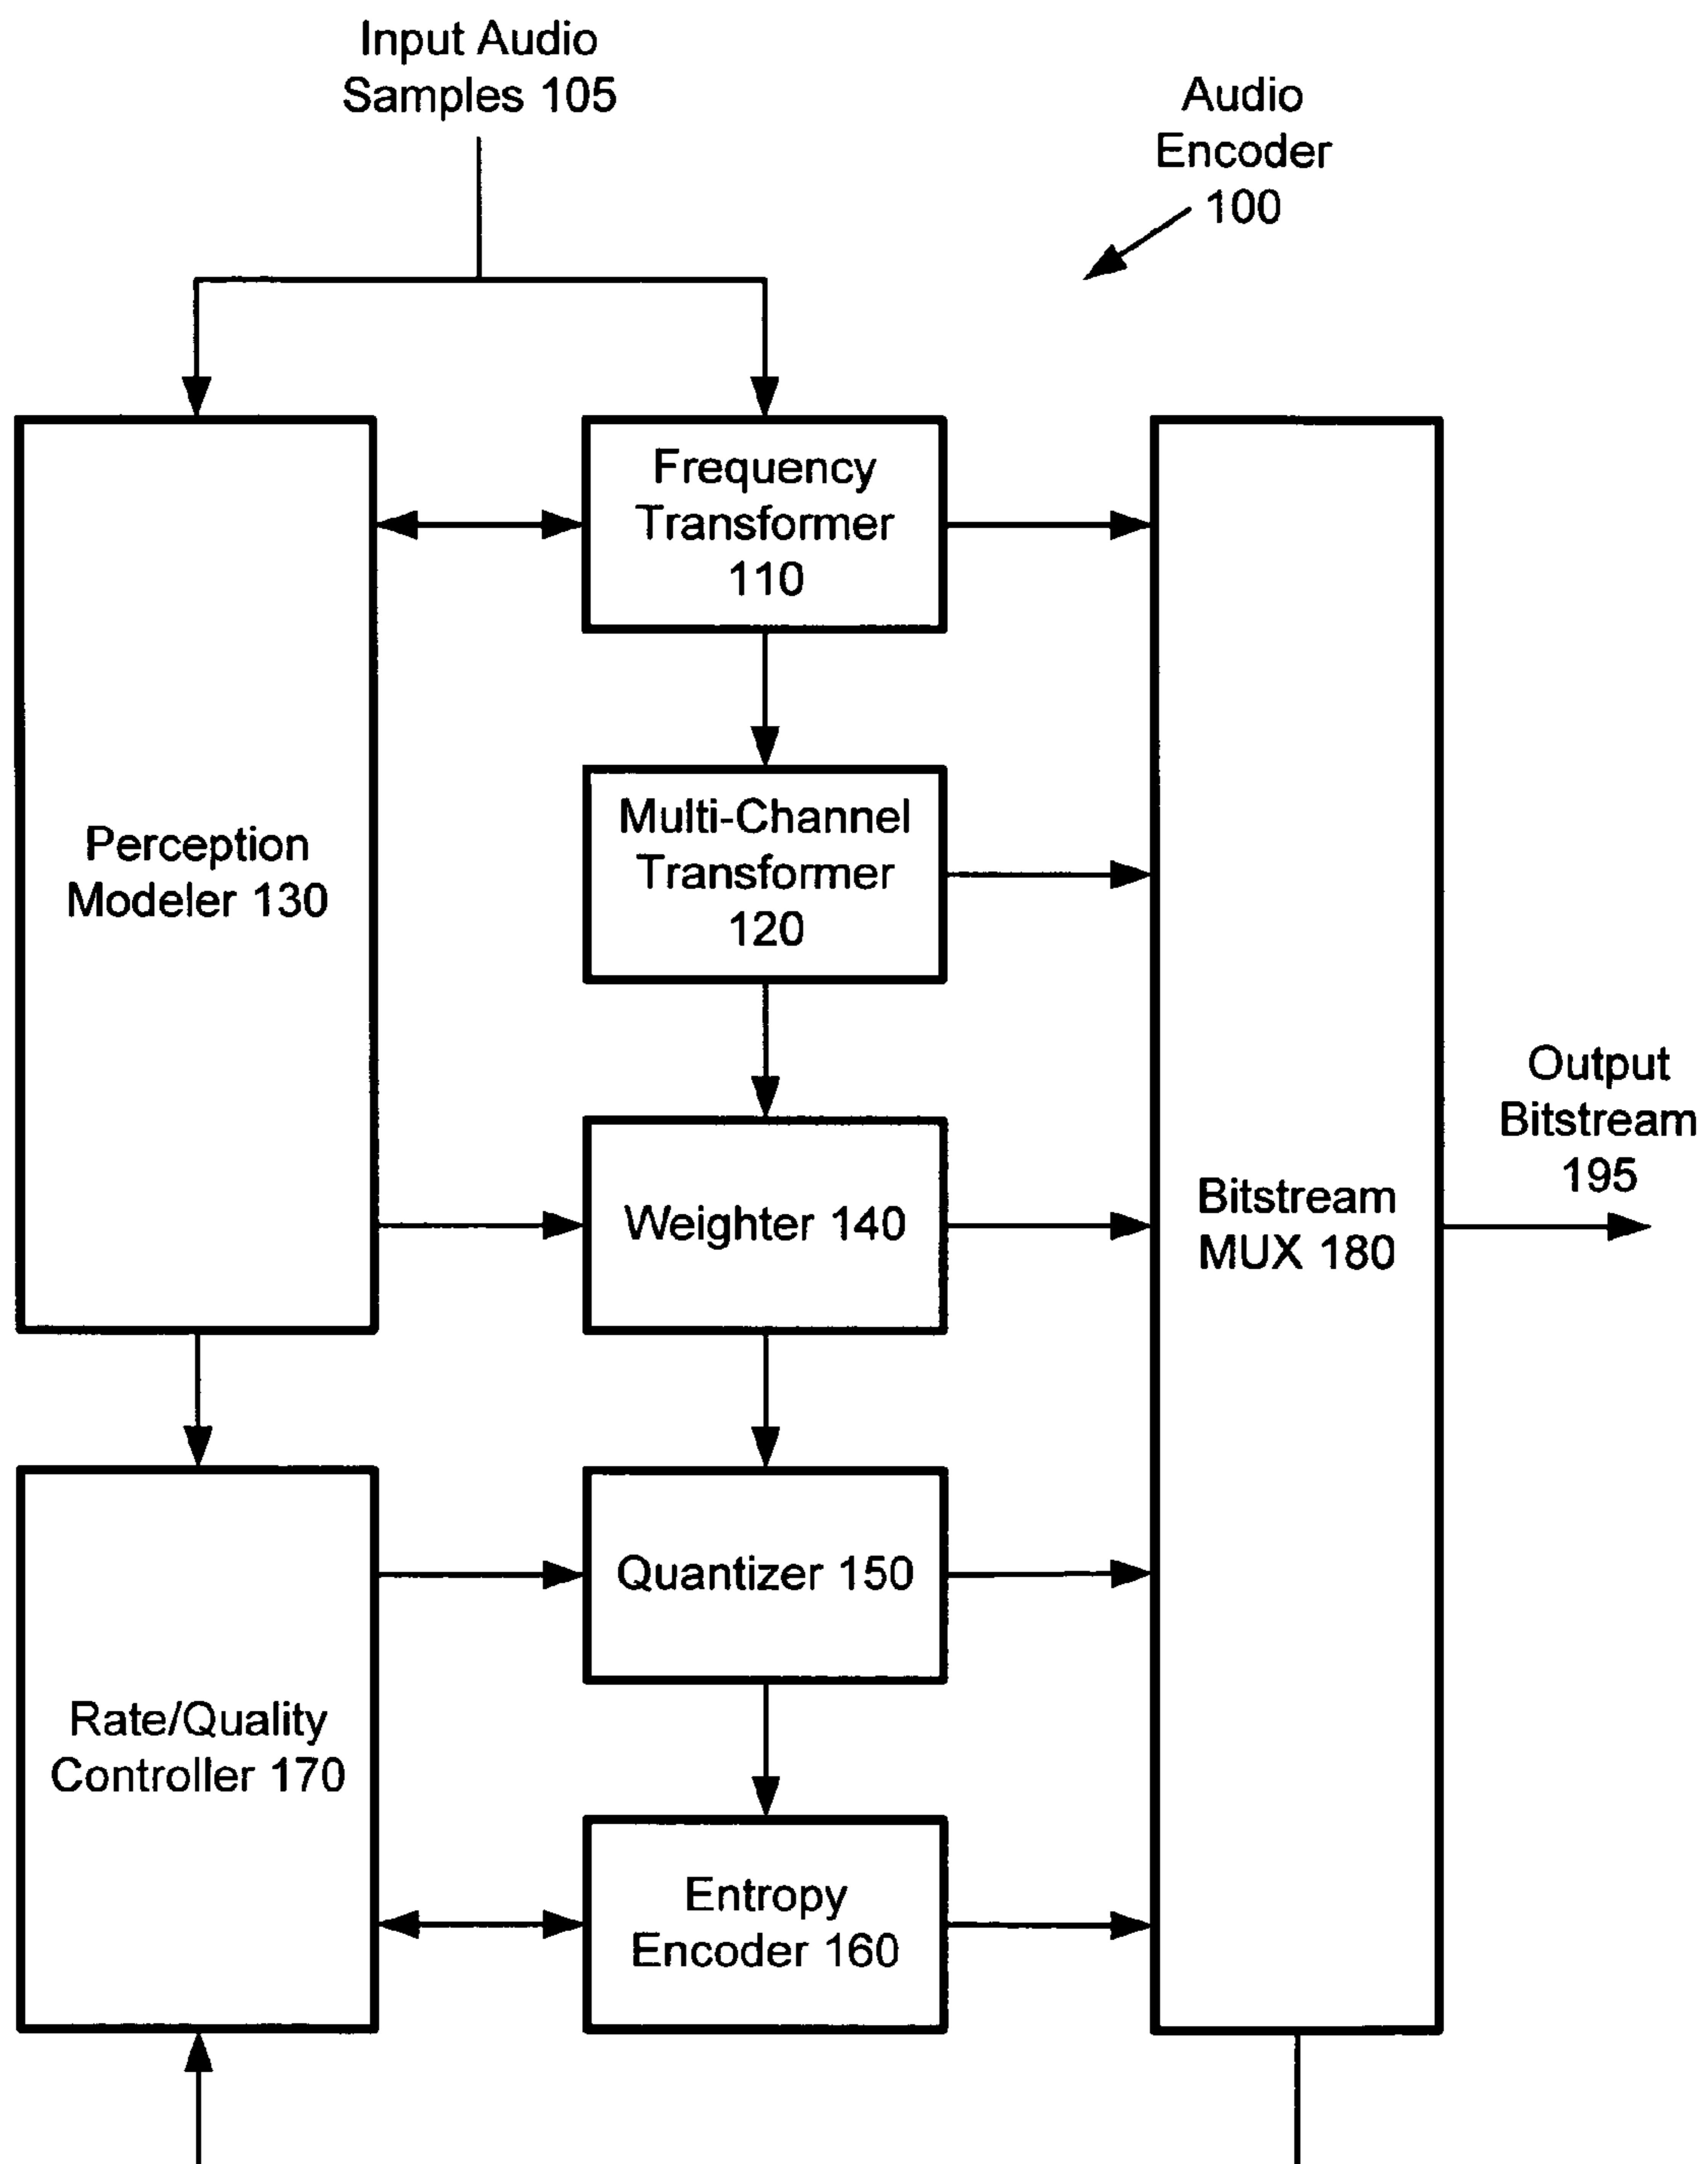 Input Audio
Samples 105
Audio
Encoder
100
Frequency
Transformer
110
Perception
Modeler 130
Multi-Channel
Transformer
120
Output
Bitstream
195
Weighter 140
Bitstream
MUX 180
Quantizer 150
Rate/Quality
Controller 170
Entropy
Encoder 160